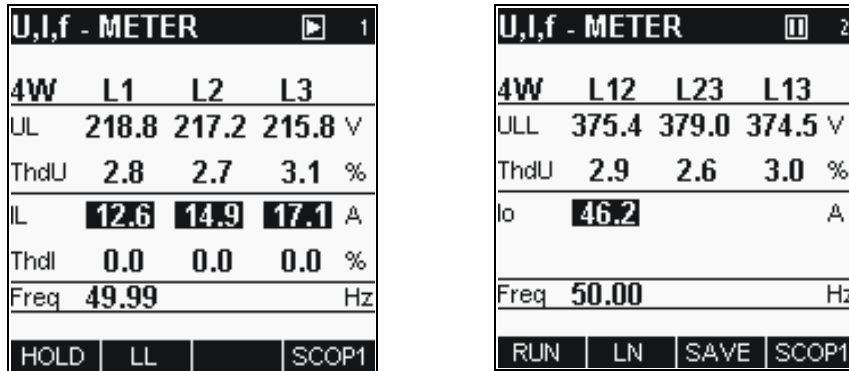 U,I,f - METER 1
4W L1 L2 L3
UL 218.8 217.2 215.8 V
ThdU 2.8 2.7 3.1 %
IL 12.6 14.9 17.1 A
ThdI 0.0 0.0 0.0 %
Freq 49.99 Hz
HOLD LL SCOP1
U,I,f - METER 2
4W L12 L23 L13
ULL 375.4 379.0 374.5 V
ThdU 2.9 2.6 3.0 %
Io 46.2 A
Freq 50.00 Hz
RUN LN SAVE SCOP1